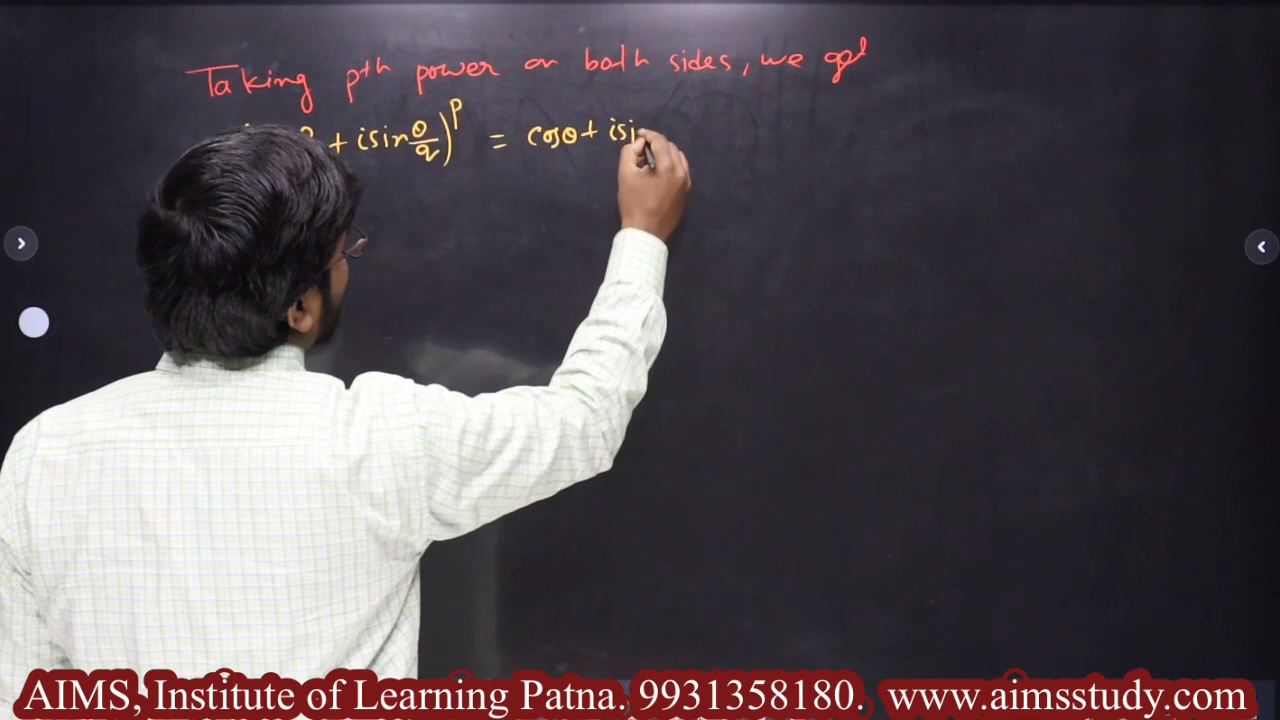 Taking pth power on both sides, we get
+ isin θ/q)^p = cosθ + isi
AIMS, Institute of Learning Patna. 9931358180. www.aimsstudy.com